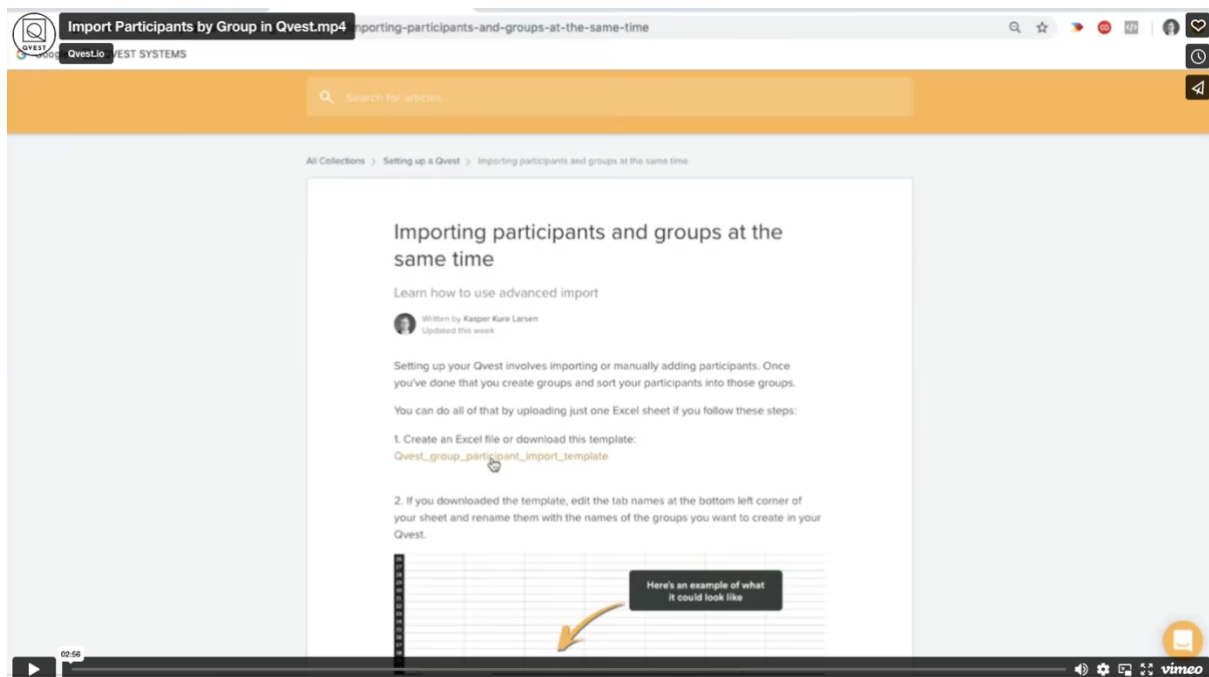 Import Participants by Group in Qvest.mp4
mporting-participants-and-groups-at-the-same-time
QVEST
Qvest.io
VEST SYSTEMS
Search for articles
All Collections > Setting up a Qvest > Importing participants and groups at the same time
Importing participants and groups at the
same time
Learn how to use advanced import
Written by Kasper Kure Larsen
Updated this week
Setting up your Qvest involves importing or manually adding participants. Once
you've done that you create groups and sort your participants into those groups.
You can do all of that by uploading just one Excel sheet if you follow these steps:
1. Create an Excel file or download this template:
Qvest_group_participant_import_template
2. If you downloaded the template, edit the tab names at the bottom left corner of
your sheet and rename them with the names of the groups you want to create in your
Qvest.
Here's an example of what
it could look like
02:56
vimeo